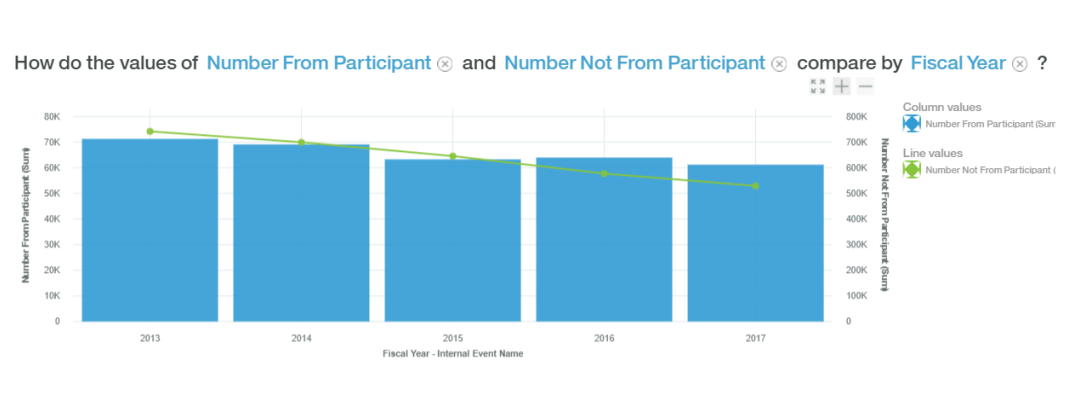 How do the values of Number From Participant and Number Not From Participant compare by Fiscal Year ?
Column values
Number From Participant (Sum
Line values
Number Not From Participant (
80K
70K
60K
50K
40K
30K
20K
10K
0
Number From Participant (Sum)
800K
700K
600K
500K
400K
300K
200K
100K
0
Number Not From Participant (Sum)
2013 2014 2015 2016 2017
Fiscal Year - Internal Event Name